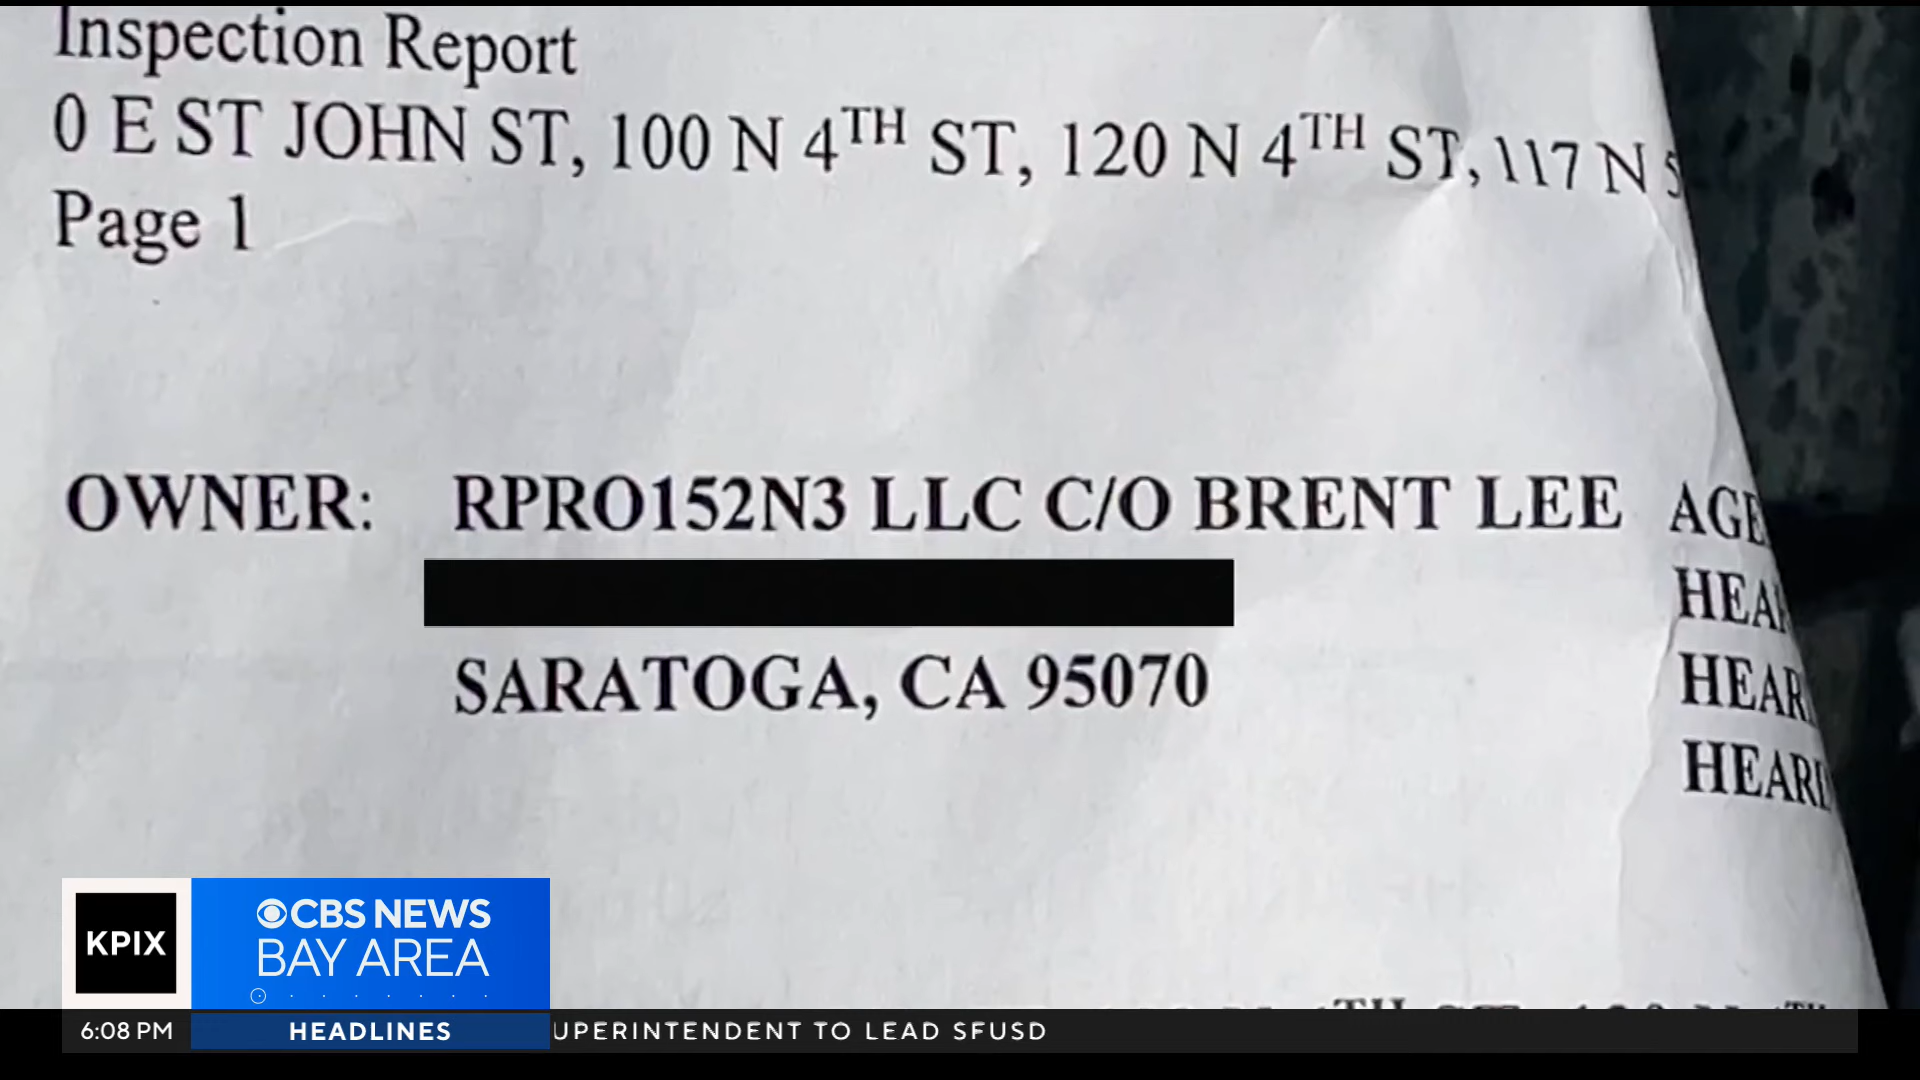 Inspection Report
0 E ST JOHN ST, 100 N 4TH ST, 120 N 4TH ST, 117 N 5
Page 1
OWNER: RPRO152N3 LLC C/O BRENT LEE
SARATOGA, CA 95070
KPIX
CBS NEWS
BAY AREA
6:08 PM
HEADLINES
UPERINTENDENT TO LEAD SFUSD